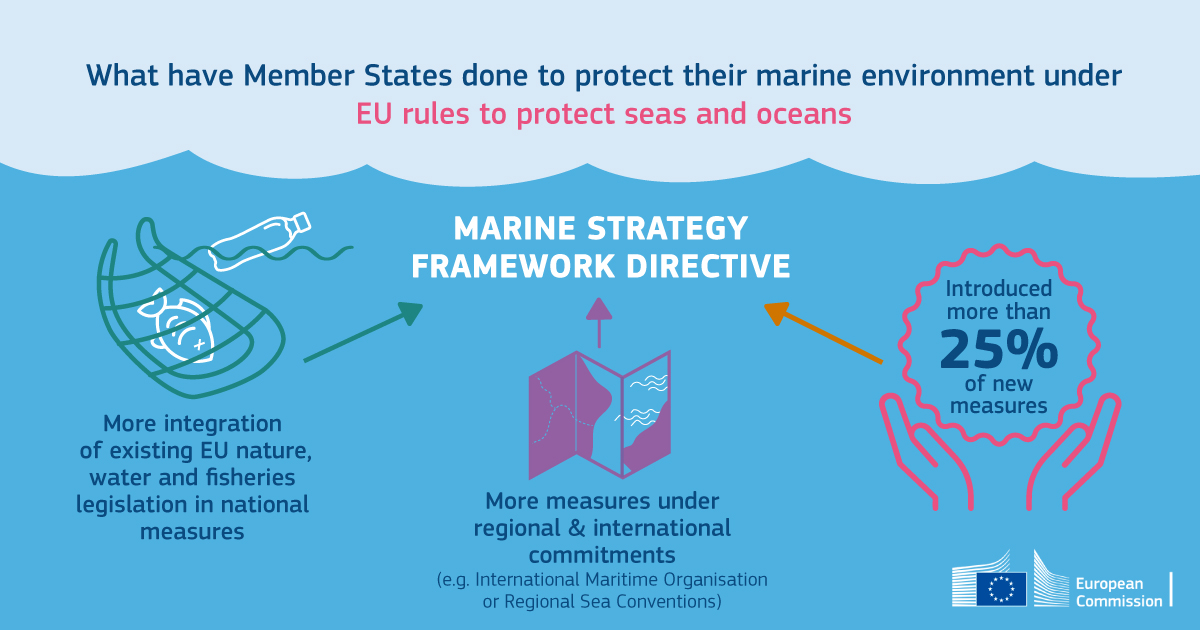 What have Member States done to protect their marine environment under
EU rules to protect seas and oceans
MARINE STRATEGY
FRAMEWORK DIRECTIVE
More integration
of existing EU nature,
water and fisheries
legislation in national
measures
More measures under
regional & international
commitments
(e.g. International Maritime Organisation
or Regional Sea Conventions)
Introduced
more than
25%
of new
measures
European
Commission